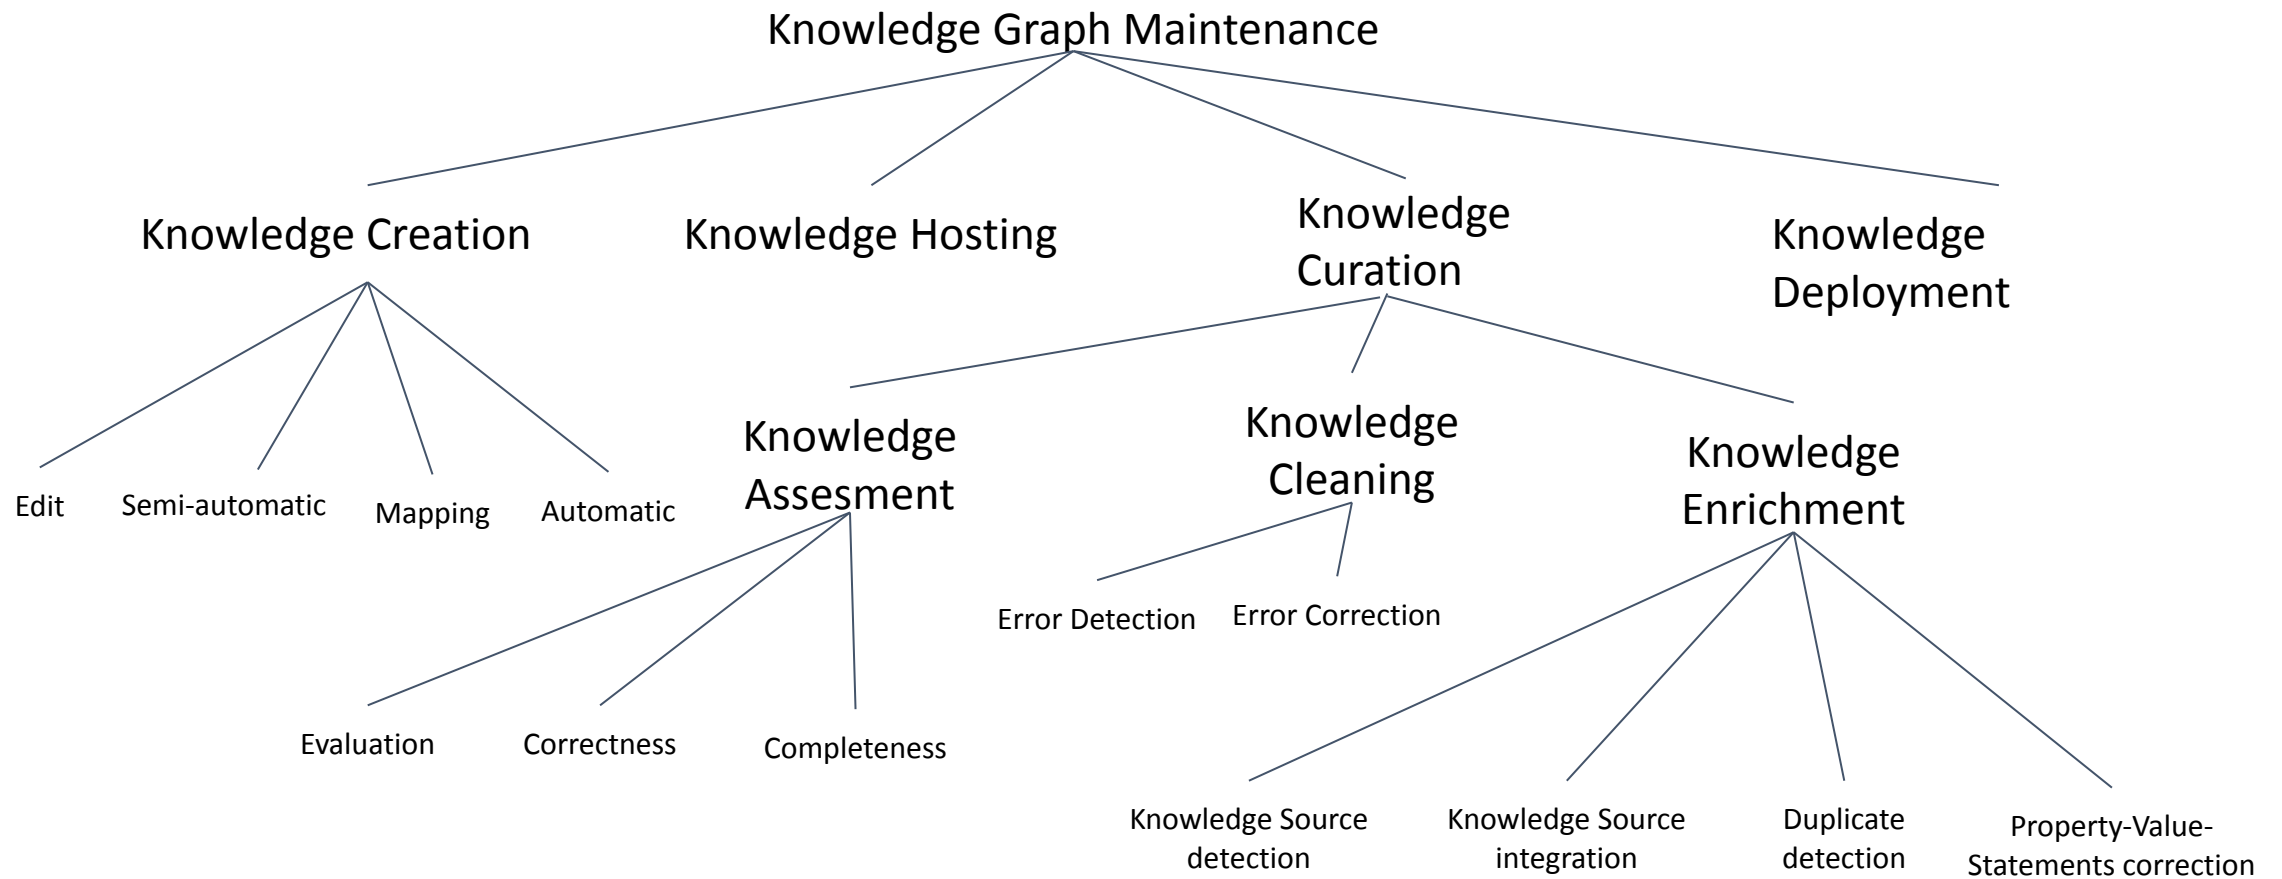 Knowledge Graph Maintenance
Knowledge Creation
Knowledge Hosting
Knowledge
Curation
Knowledge
Deployment
Edit
Semi-automatic
Mapping
Automatic
Knowledge
Assesment
Knowledge
Cleaning
Knowledge
Enrichment
Evaluation
Correctness
Completeness
Error Detection
Error Correction
Knowledge Source
detection
Knowledge Source
integration
Duplicate
detection
Property-Value-
Statements correction